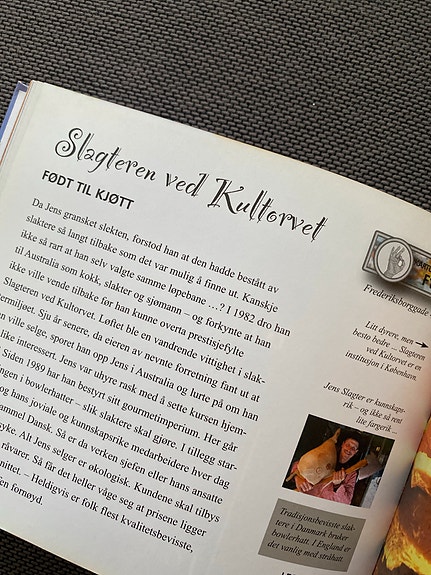 Slagteren ved Kultorvet
FØDT TIL KJØTT
Da Jens gransket slekten, forstod han at den hadde bestått av
slaktere så langt tilbake som det var mulig å finne ut. Kanskje
ikke så rart at han selv valgte samme løpebane …? I 1982 dro han
til Australia som kokk, slakter og sjømann – og forkynte at han
ikke ville vende tilbake før han kunne overta prestisjefylte
Slagteren ved Kultorvet. Løftet ble en vandrende vittighet i slak-
termiljøet. Sju år senere, da eieren av nevnte forretning fant ut at
ville selge, sporet han opp Jens i Australia og lurte på om han
like interessert. Jens var uhyre rask med å sette kursen hjem-
Siden 1989 har han bestyrt sitt gourmetimperium. Her går
ingen i bowlerhatter – slik slaktere skal gjøre. I tillegg star-
og hans joviale og kunnskapsrike medarbeidere hver dag
ammel Dansk. Så er da verken sjefen eller hans ansatte
syke. Alt Jens selger er økologisk. Kundene skal tilbys
råvarer. Så får det heller våge seg at prisene ligger
nittet. – Heldigvis er folk flest kvalitetsbevisste,
fornøyd.
Frederiksborggade
Litt dyrere, men
besto bedre – Slagteren
ved Kultorvet er en
institusjon i København.
Jens Slagter er kunnskaps-
rik – og ikke så rent
lite fargerik ...
Tradisjonsbevisste slak-
tere i Danmark bruker
bowlerhatt. I England er
det vanlig med stråhatt